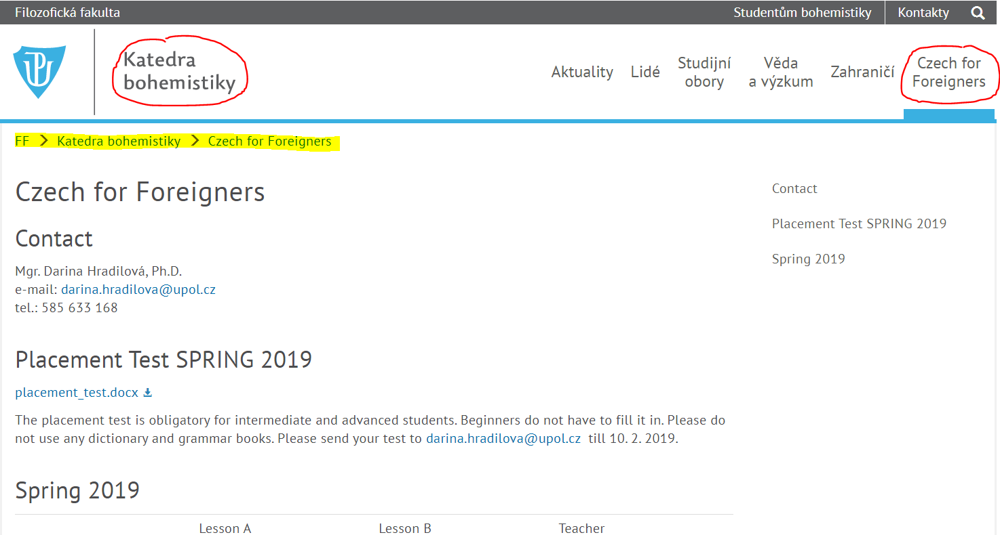 Filozofická fakulta
Studentům bohemistiky
Kontakty
Katedra
bohemistiky
Aktuality
Lidé
Studijní
obory
Věda
a výzkum
Zahraničí
Czech for
Foreigners
FF > Katedra bohemistiky > Czech for Foreigners
Czech for Foreigners
Contact
Mgr. Darina Hradilová, Ph.D.
e-mail: darina.hradilova@upol.cz
tel.: 585 633 168
Placement Test SPRING 2019
placement_test.docx
The placement test is obligatory for intermediate and advanced students. Beginners do not have to fill it in. Please do
not use any dictionary and grammar books. Please send your test to darina.hradilova@upol.cz till 10. 2. 2019.
Spring 2019
Lesson A Lesson B Teacher
Contact
Placement Test SPRING 2019
Spring 2019